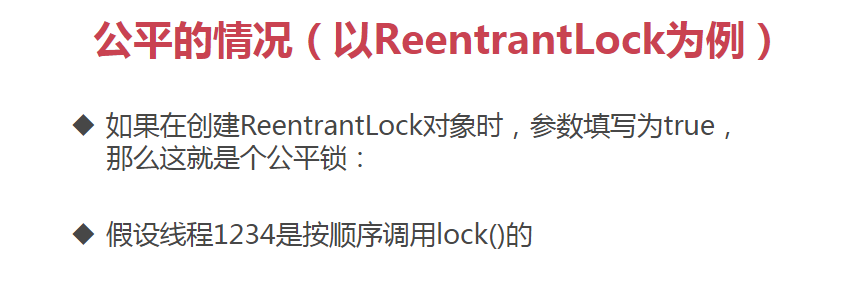 公平的情况（以ReentrantLock为例）
◆ 如果在创建ReentrantLock对象时，参数填写为true，
那么这就是个公平锁：
◆ 假设线程1234是按顺序调用lock()的